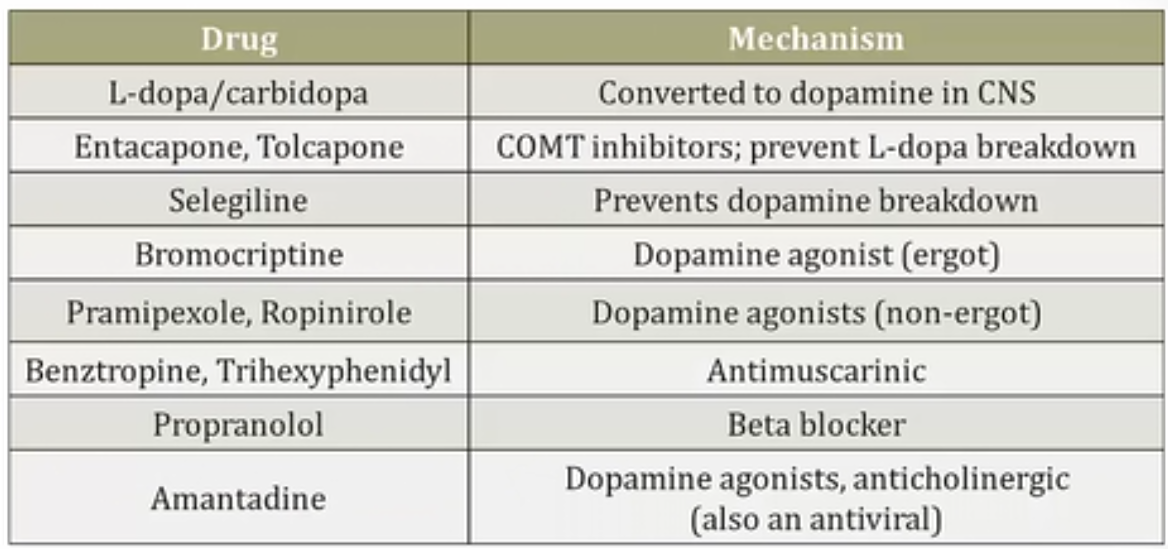 Drug Mechanism
L-dopa/carbidopa Converted to dopamine in CNS
Entacapone, Tolcapone COMT inhibitors; prevent L-dopa breakdown
Selegiline Prevents dopamine breakdown
Bromocriptine Dopamine agonist (ergot)
Pramipexole, Ropinirole Dopamine agonists (non-ergot)
Benztropine, Trihexyphenidyl Antimuscarinic
Propranolol Beta blocker
Amantadine Dopamine agonists, anticholinergic
(also an antiviral)